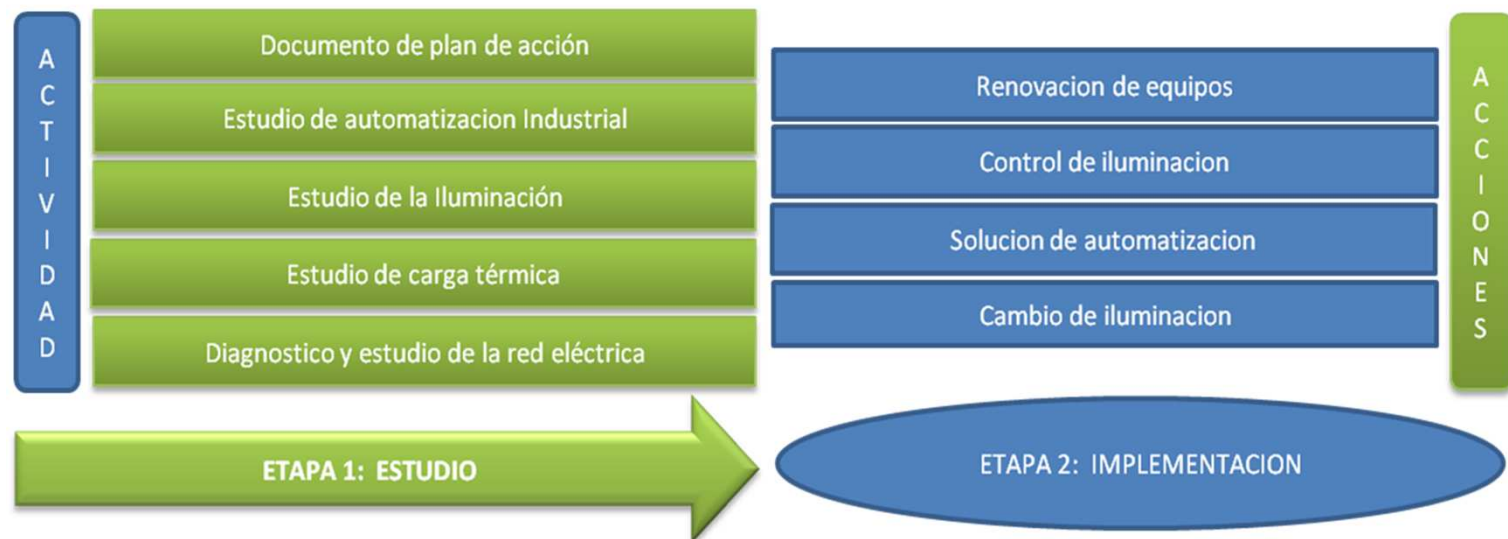 ACTIVIDAD
Documento de plan de acción
Estudio de automatizacion Industrial
Estudio de la Iluminación
Estudio de carga térmica
Diagnostico y estudio de la red eléctrica
Renovacion de equipos
Control de iluminacion
Solucion de automatizacion
Cambio de iluminacion
ACCIONES
ETAPA 1: ESTUDIO
ETAPA 2: IMPLEMENTACION